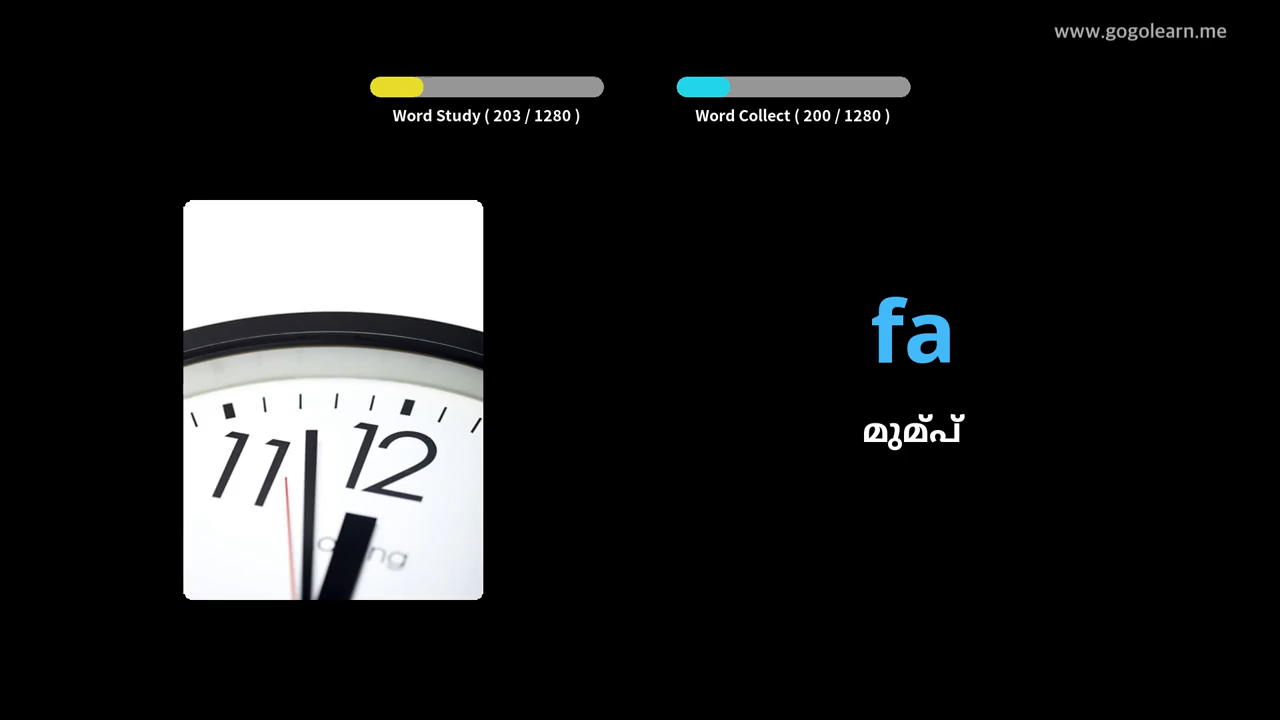 www.gogolearn.me
Word Study ( 203 / 1280 )
Word Collect ( 200 / 1280 )
fa
മുമ്പ്
11
12